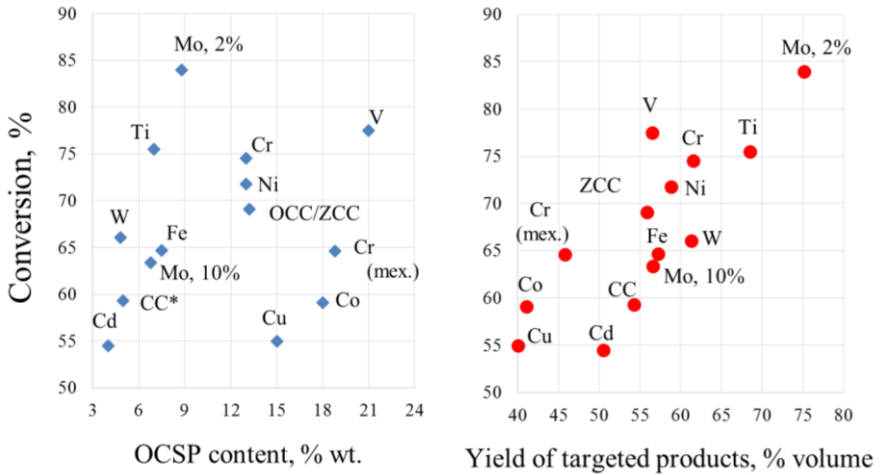 90
85
80
75
70
65
60
55
50
Conversion, %
Mo, 2%
V
Ti
Cr
Ni
OCC/ZCC
W
Fe
Mo, 10%
Cr
(mex.)
CC*
Co
Cd
Cu
3 6 9 12 15 18 21 24
OCSP content, % wt.
90
85
80
75
70
65
60
55
50
Mo, 2%
V
Cr
Ti
ZCC
Ni
Cr
(mex.)
Fe
W
Mo, 10%
Co
CC
Cu
Cd
40 45 50 55 60 65 70 75 80
Yield of targeted products, % volume